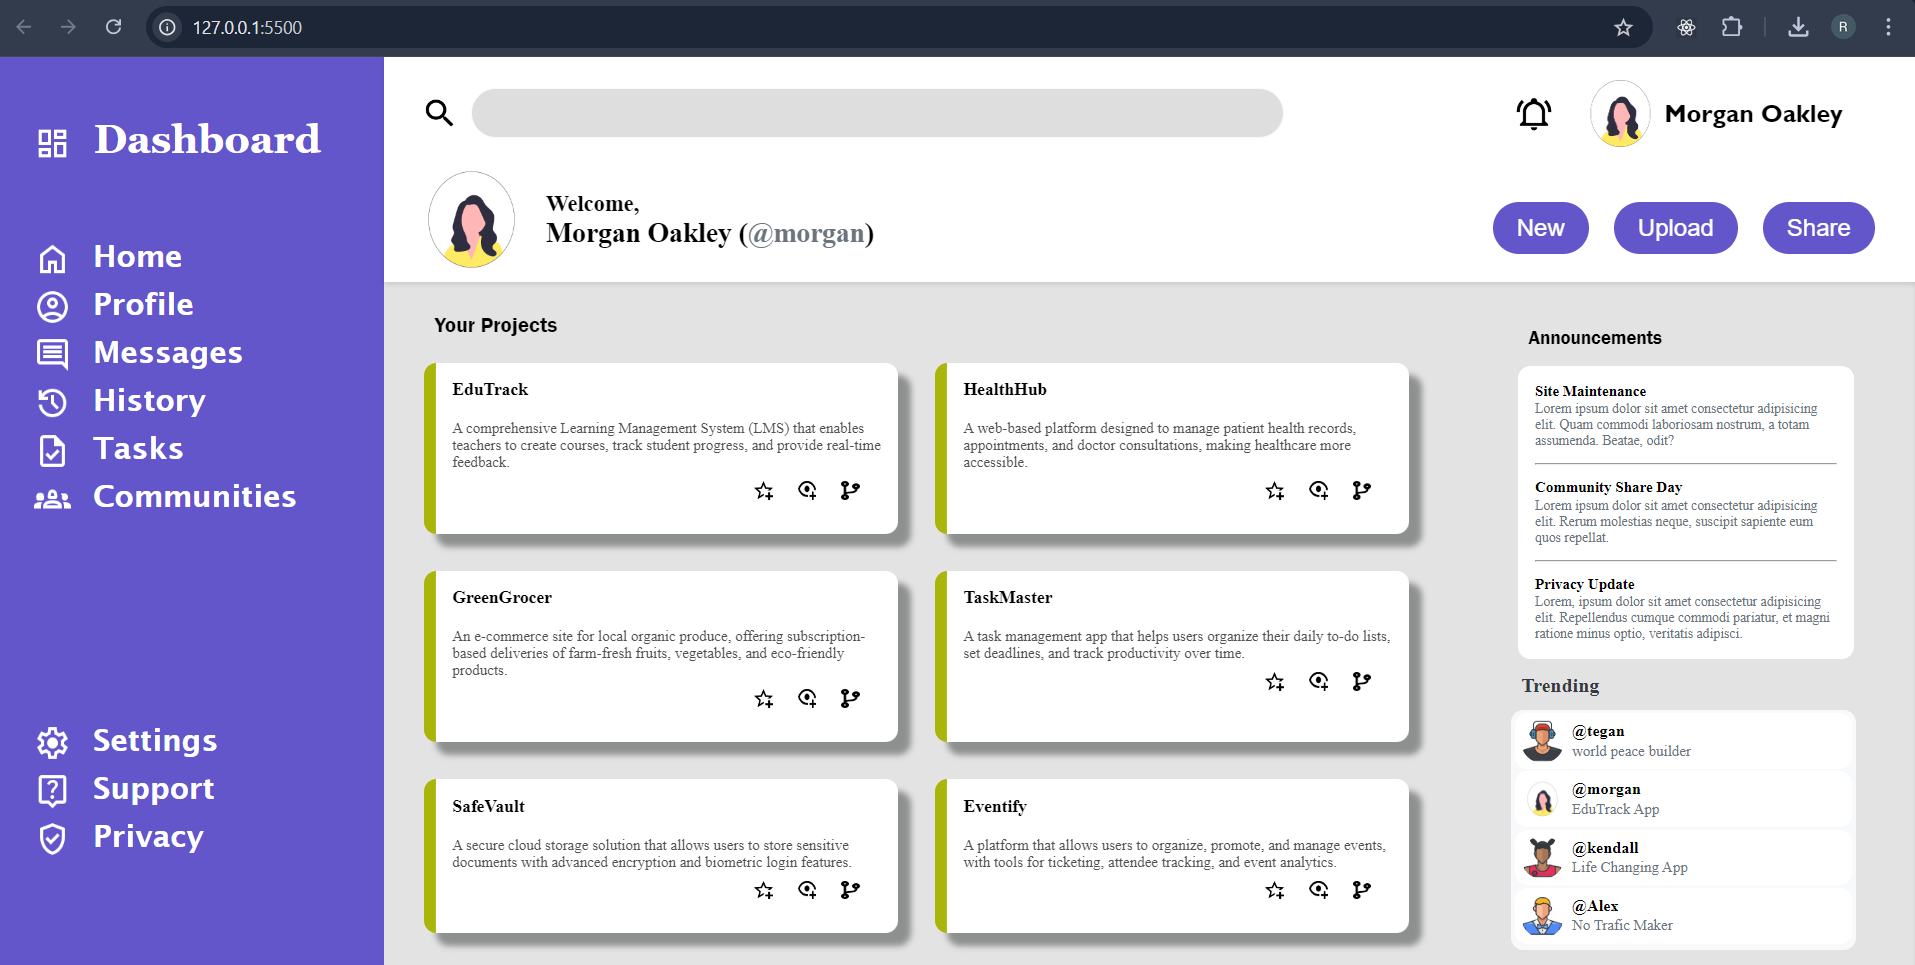 127.0.0.1:5500
R
Dashboard
Home
Profile
Messages
History
Tasks
Communities
Settings
Support
Privacy
Morgan Oakley
Welcome,
Morgan Oakley (@morgan)
New
Upload
Share
Your Projects
EduTrack
A comprehensive Learning Management System (LMS) that enables
teachers to create courses, track student progress, and provide real-time
feedback.
HealthHub
A web-based platform designed to manage patient health records,
appointments, and doctor consultations, making healthcare more
accessible.
GreenGrocer
An e-commerce site for local organic produce, offering subscription-
based deliveries of farm-fresh fruits, vegetables, and eco-friendly
products.
TaskMaster
A task management app that helps users organize their daily to-do lists,
set deadlines, and track productivity over time.
SafeVault
A secure cloud storage solution that allows users to store sensitive
documents with advanced encryption and biometric login features.
Eventify
A platform that allows users to organize, promote, and manage events,
with tools for ticketing, attendee tracking, and event analytics.
Announcements
Site Maintenance
Lorem ipsum dolor sit amet consectetur adipisicing
elit. Quam commodi laboriosam nostrum, a totam
assumenda. Beatae, odit?
Community Share Day
Lorem ipsum dolor sit amet consectetur adipisicing
elit. Rerum molestias neque, suscipit sapiente eum
quos repellat.
Privacy Update
Lorem, ipsum dolor sit amet consectetur adipisicing
elit. Repellendus cumque commodi pariatur, et magni
ratione minus optio, veritatis adipisci.
Trending
@tegan
world peace builder
@morgan
EduTrack App
@kendall
Life Changing App
@Alex
No Trafic Maker